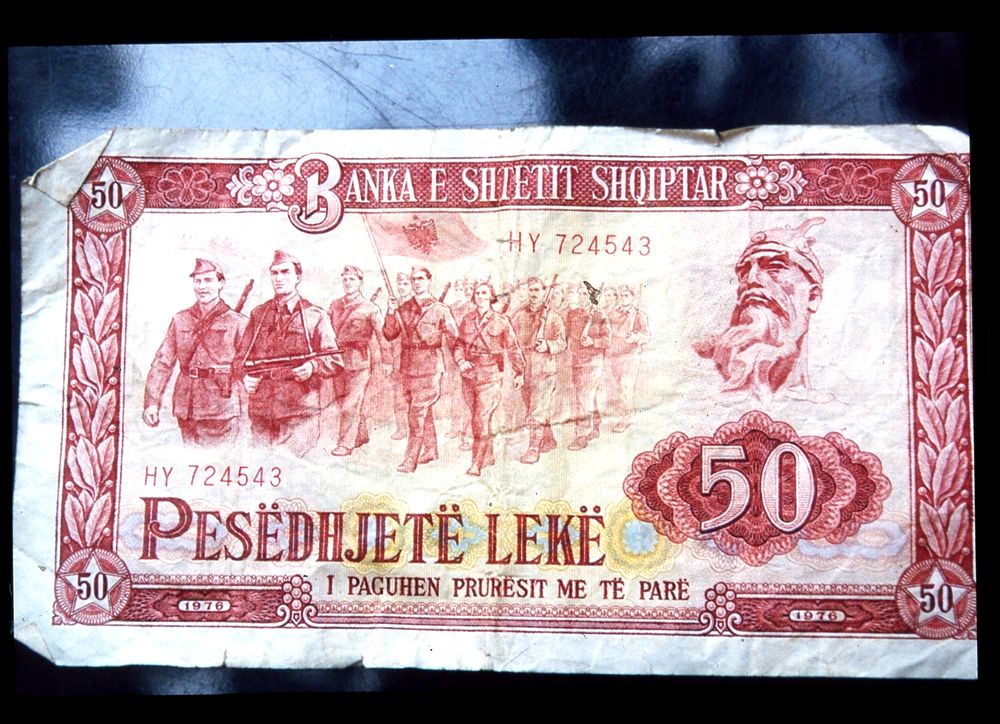 BANKA E SHTETIT SHQIPTAR
50
50
HY 724543
HY 724543
50
PESËDHJETË LEKË
I PAGUHEN PRURËSIT ME TË PARË
50
50
1976
1976